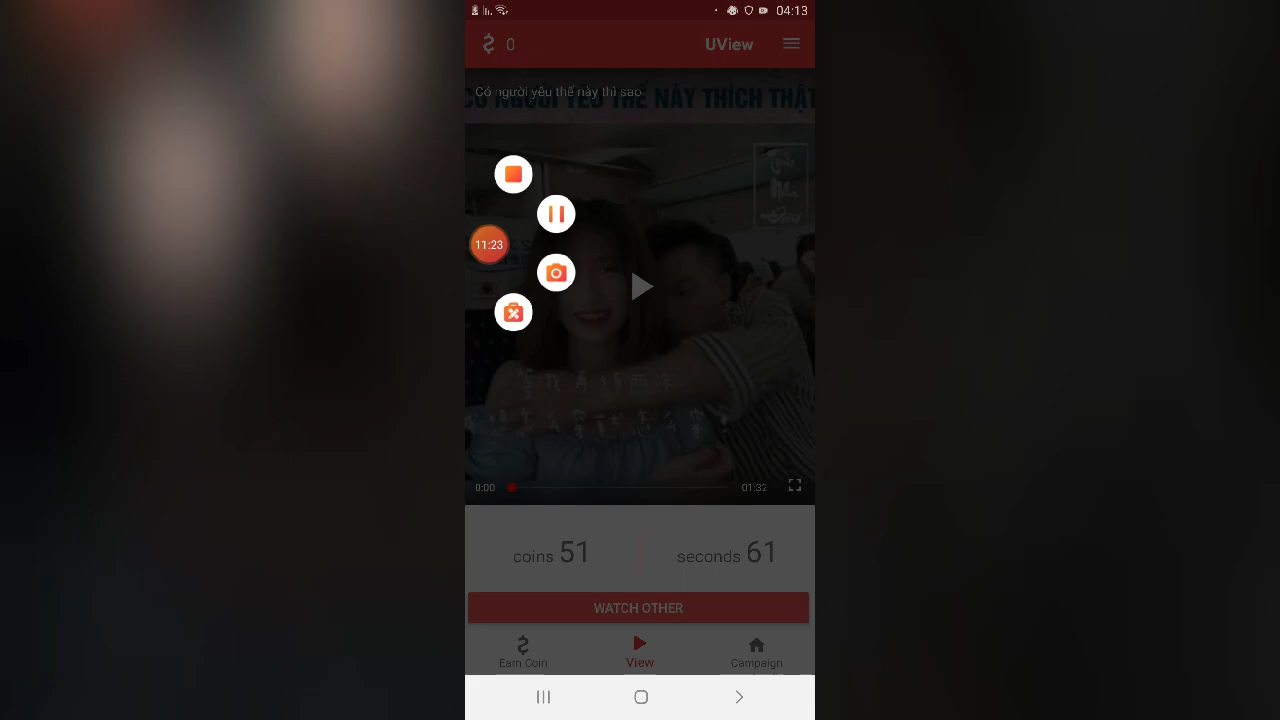 04:13
0 UView
Có người yêu thế này thì sao
CÓ NGƯỜI YÊU THẾ NÀY THÍCH THẬT
11:23
0:00 01:32
coins 51 seconds 61
WATCH OTHER
Earn Coin View Campaign